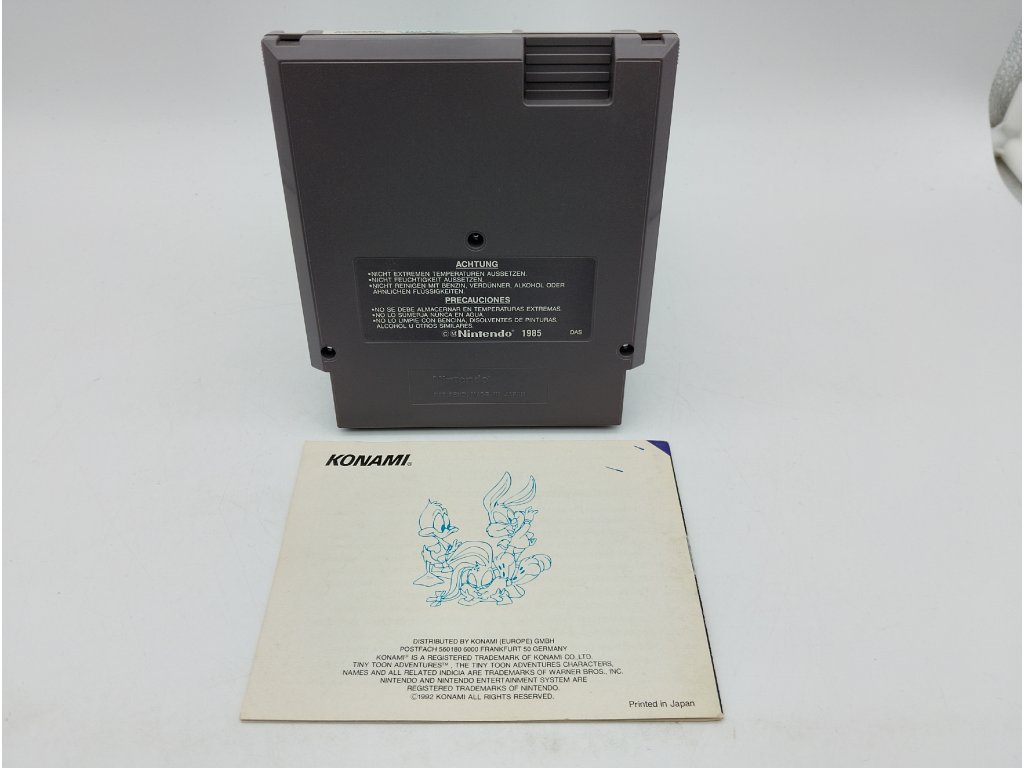 ACHTUNG
•NICHT EXTREMEN TEMPERATUREN AUSSETZEN.
•NICHT FEUCHTIGKEIT AUSSETZEN.
•NICHT REINIGEN MIT BENZIN, VERDÜNNER, ALKOHOL ODER
ÄHNLICHEN FLÜSSIGKEITEN.
PRECAUCIONES
•NO SE DEBE ALMACERNAR EN TEMPERATURAS EXTREMAS.
•NO LO SUMERJA NUNCA EN AGUA.
•NO LO LIMPIE CON BENCINA, DISOLVENTES DE PINTURAS,
ALCOHOL U OTROS SIMILARES.
©Nintendo® 1985 DAS
Nintendo®
MADE IN JAPAN
KONAMI®
DISTRIBUTED BY KONAMI (EUROPE) GMBH
POSTFACH 560180 6000 FRANKFURT 50 GERMANY
KONAMI® IS A REGISTERED TRADEMARK OF KONAMI CO.,LTD.
TINY TOON ADVENTURES™, THE TINY TOON ADVENTURES CHARACTERS,
NAMES AND ALL RELATED INDICIA ARE TRADEMARKS OF WARNER BROS., INC.
NINTENDO AND NINTENDO ENTERTAINMENT SYSTEM ARE
REGISTERED TRADEMARKS OF NINTENDO.
©1992 KONAMI ALL RIGHTS RESERVED.
Printed in Japan